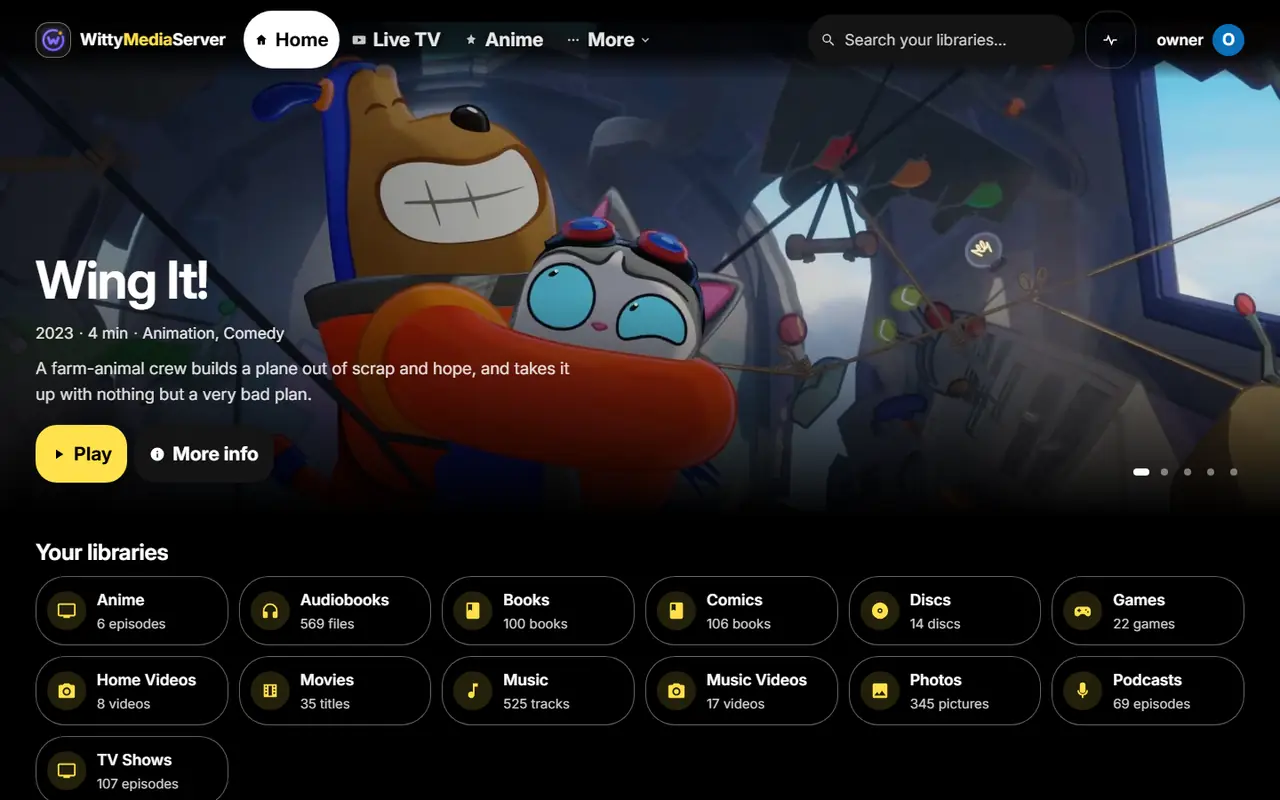 WittyMediaServer
Home
Live TV
Anime
More
Search your libraries...
owner
O
Wing It!
2023 · 4 min · Animation, Comedy
A farm-animal crew builds a plane out of scrap and hope, and takes it
up with nothing but a very bad plan.
Play
More info
Your libraries
Anime
6 episodes
Audiobooks
569 files
Books
100 books
Comics
106 books
Discs
14 discs
Games
22 games
Home Videos
8 videos
Movies
35 titles
Music
525 tracks
Music Videos
17 videos
Photos
345 pictures
Podcasts
69 episodes
TV Shows
107 episodes